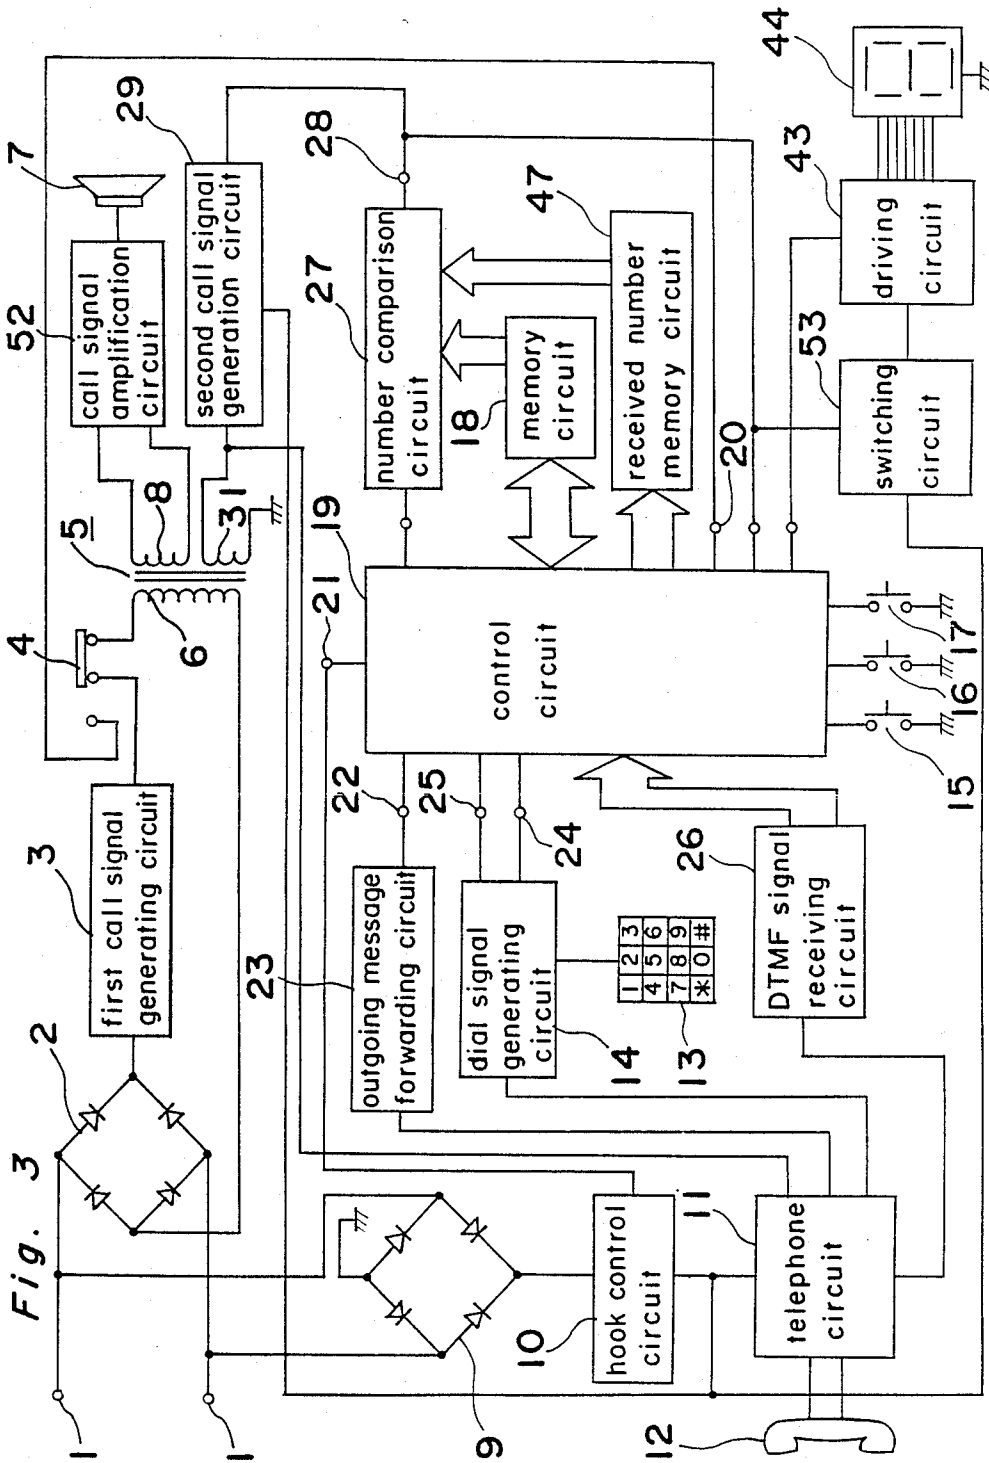 Fig. 3
1
1
2
3
first call signal
generating circuit
4
5
6
8
31
52
call signal
amplification
circuit
7
29
second call signal
generation circuit
9
10
hook control
circuit
11
telephone
circuit
12
23
outgoing message
forwarding circuit
22
21
19
control
circuit
dial signal
generating
circuit
14
25
24
1 2 3
4 5 6
7 8 9
* 0 #
13
26
DTMF signal
receiving
circuit
15
16
17
27
number comparison
circuit
28
18
memory
circuit
47
received number
memory circuit
20
53
switching
circuit
43
driving
circuit
44